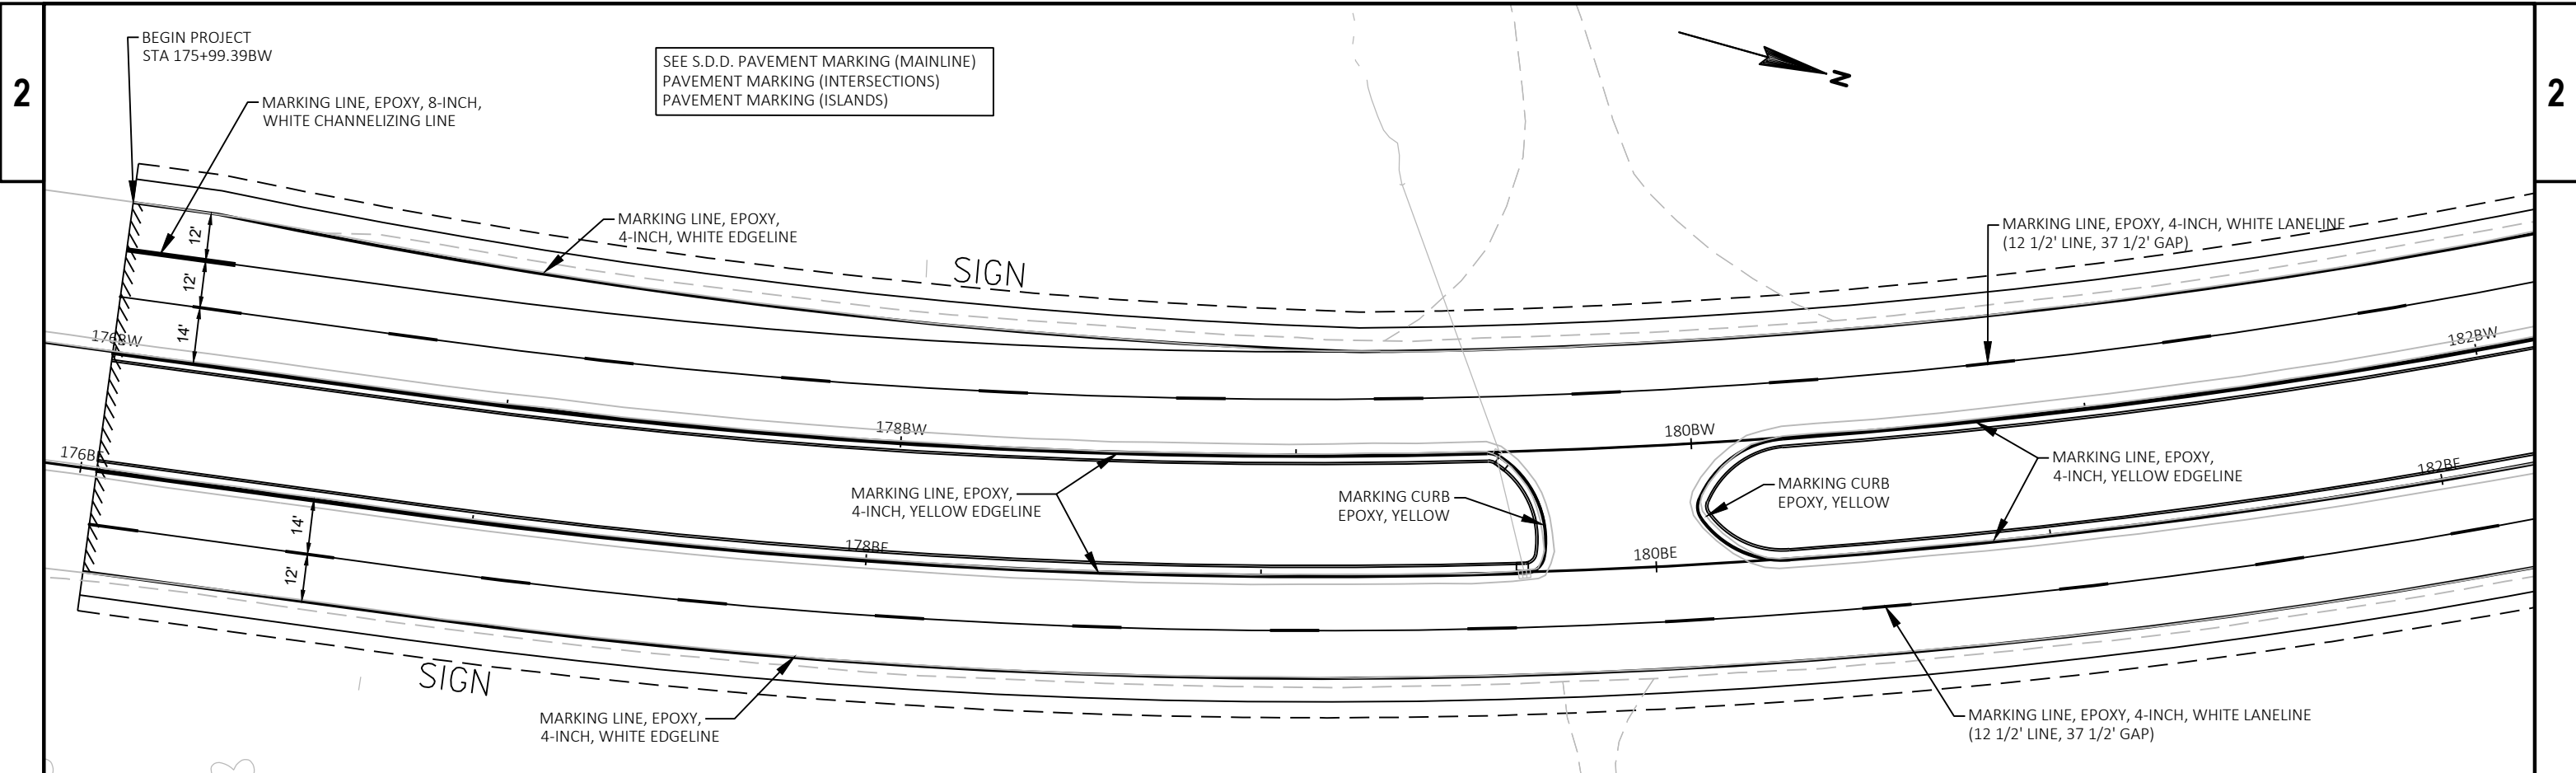 BEGIN PROJECT
STA 175+99.39BW
2
MARKING LINE, EPOXY, 8-INCH,
WHITE CHANNELIZING LINE
SEE S.D.D. PAVEMENT MARKING (MAINLINE)
PAVEMENT MARKING (INTERSECTIONS)
PAVEMENT MARKING (ISLANDS)
N
2
MARKING LINE, EPOXY,
4-INCH, WHITE EDGELINE
SIGN
MARKING LINE, EPOXY, 4-INCH, WHITE LANELINE
(12 1/2' LINE, 37 1/2' GAP)
12'
12'
14'
176BW
178BW
180BW
182BW
176BE
178BE
180BE
182BE
MARKING LINE, EPOXY,
4-INCH, YELLOW EDGELINE
MARKING CURB
EPOXY, YELLOW
MARKING CURB
EPOXY, YELLOW
MARKING LINE, EPOXY,
4-INCH, YELLOW EDGELINE
14'
12'
SIGN
MARKING LINE, EPOXY,
4-INCH, WHITE EDGELINE
MARKING LINE, EPOXY, 4-INCH, WHITE LANELINE
(12 1/2' LINE, 37 1/2' GAP)